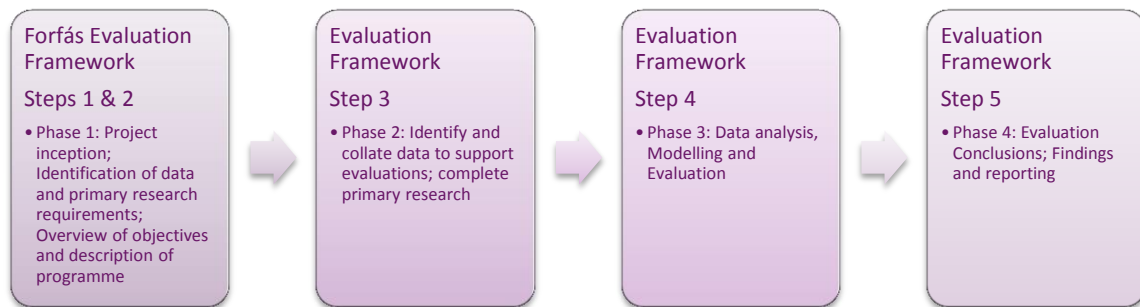 Forfás Evaluation
Framework
Steps 1 & 2
• Phase 1: Project
inception;
Identification of data
and primary research
requirements;
Overview of objectives
and description of
programme
Evaluation
Framework
Step 3
• Phase 2: Identify and
collate data to support
evaluations; complete
primary research
Evaluation
Framework
Step 4
• Phase 3: Data analysis,
Modelling and
Evaluation
Evaluation
Framework
Step 5
• Phase 4: Evaluation
Conclusions; Findings
and reporting